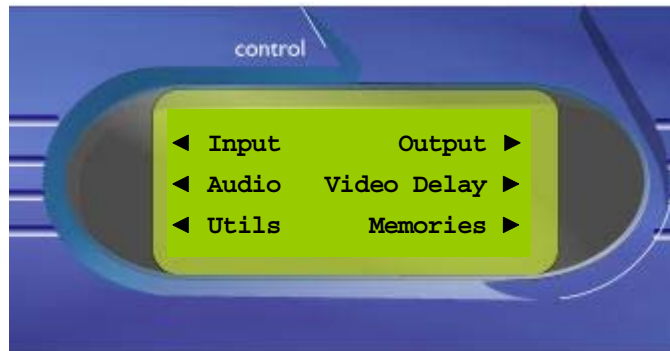 control
◄ Input Output ►
◄ Audio Video Delay ►
◄ Utils Memories ►